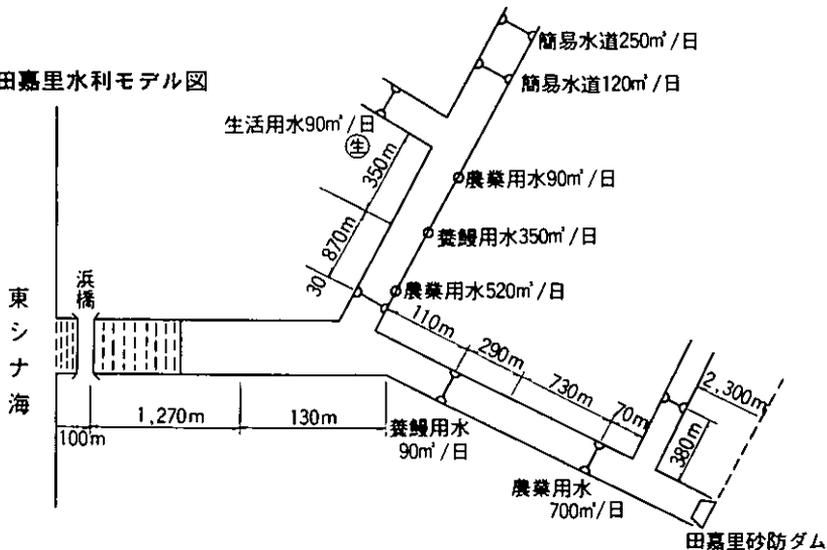 田嘉里水利モデル図
簡易水道250㎥/日
簡易水道120㎥/日
生活用水90㎥/日
生
農業用水90㎥/日
養鰻用水350㎥/日
農業用水520㎥/日
350m
870m
30
110m
290m
730m
70m
2,300m
380m
浜橋
東シナ海
100m
1,270m
130m
養鰻用水
90㎥/日
農業用水
700㎥/日
田嘉里砂防ダム